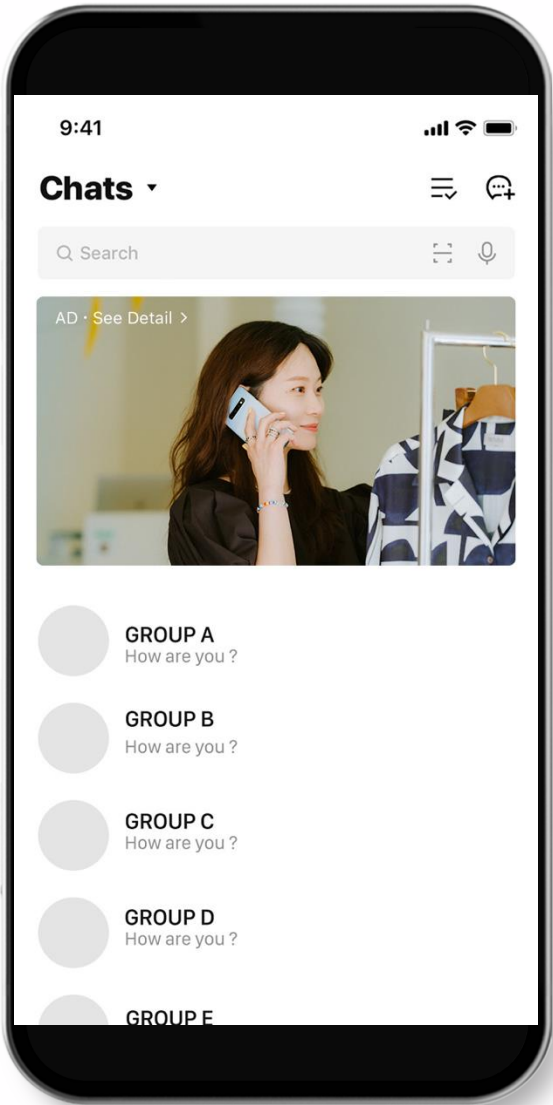 9:41
Chats
Search
AD · See Detail >
GROUP A
How are you ?
GROUP B
How are you ?
GROUP C
How are you ?
GROUP D
How are you ?
GROUP E